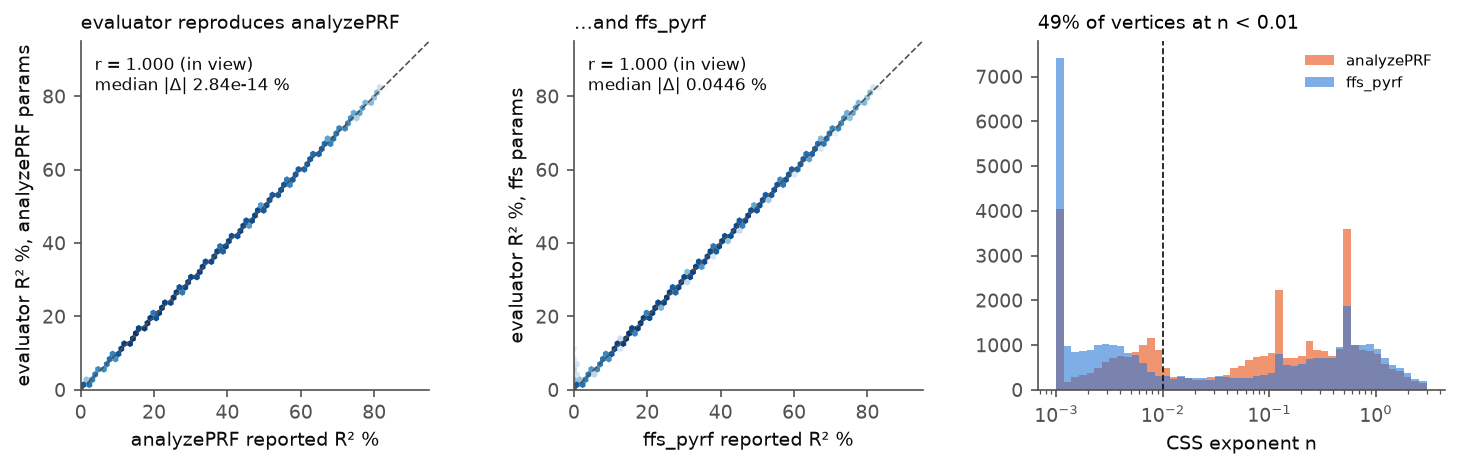 evaluator reproduces analyzePRF
r = 1.000 (in view)
median |Δ| 2.84e-14 %
evaluator R² %, analyzePRF params
80
60
40
20
0
0 20 40 60 80
analyzePRF reported R² %
...and ffs_pyrf
r = 1.000 (in view)
median |Δ| 0.0446 %
evaluator R² %, ffs params
80
60
40
20
0
0 20 40 60 80
ffs_pyrf reported R² %
49% of vertices at n < 0.01
analyzePRF
ffs_pyrf
7000
6000
5000
4000
3000
2000
1000
0
10⁻³ 10⁻² 10⁻¹ 10⁰
CSS exponent n